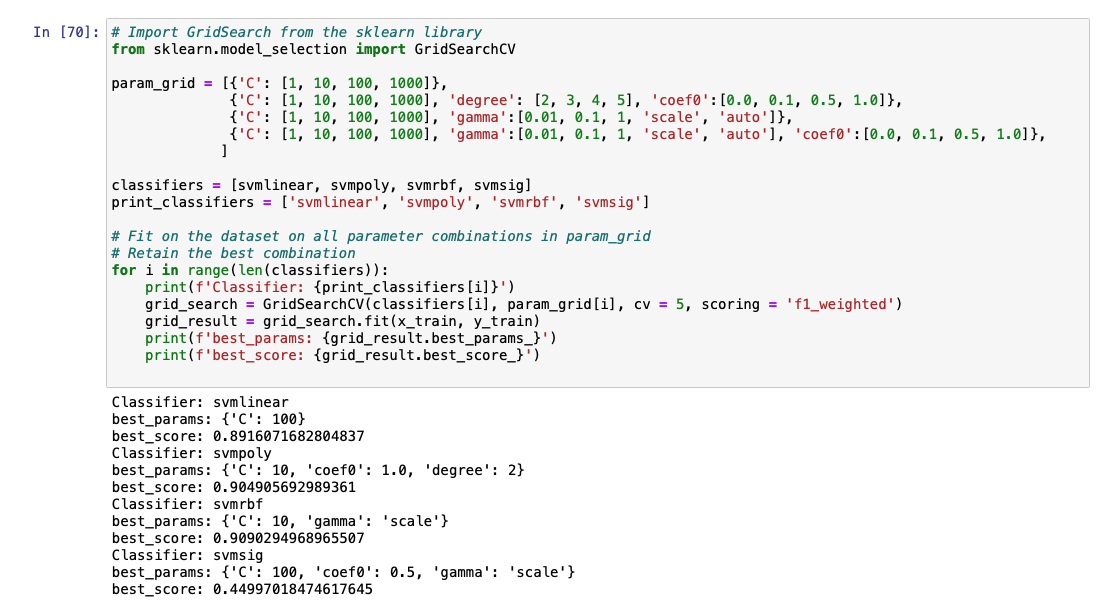 In [70]: # Import GridSearch from the sklearn library
from sklearn.model_selection import GridSearchCV
param_grid = [{'C': [1, 10, 100, 1000]},
{'C': [1, 10, 100, 1000], 'degree': [2, 3, 4, 5], 'coef0':[0.0, 0.1, 0.5, 1.0]},
{'C': [1, 10, 100, 1000], 'gamma':[0.01, 0.1, 1, 'scale', 'auto']},
{'C': [1, 10, 100, 1000], 'gamma':[0.01, 0.1, 1, 'scale', 'auto'], 'coef0':[0.0, 0.1, 0.5, 1.0]},
]
classifiers = [svmlinear, svmpoly, svmrbf, svmsig]
print_classifiers = ['svmlinear', 'svmpoly', 'svmrbf', 'svmsig']
# Fit on the dataset on all parameter combinations in param_grid
# Retain the best combination
for i in range(len(classifiers)):
print(f'Classifier: {print_classifiers[i]}')
grid_search = GridSearchCV(classifiers[i], param_grid[i], cv = 5, scoring = 'f1_weighted')
grid_result = grid_search.fit(x_train, y_train)
print(f'best_params: {grid_result.best_params_}')
print(f'best_score: {grid_result.best_score_}')
Classifier: svmlinear
best_params: {'C': 100}
best_score: 0.8916071682804837
Classifier: svmpoly
best_params: {'C': 10, 'coef0': 1.0, 'degree': 2}
best_score: 0.904905692989361
Classifier: svmrbf
best_params: {'C': 10, 'gamma': 'scale'}
best_score: 0.9090294968965507
Classifier: svmsig
best_params: {'C': 100, 'coef0': 0.5, 'gamma': 'scale'}
best_score: 0.44997018474617645